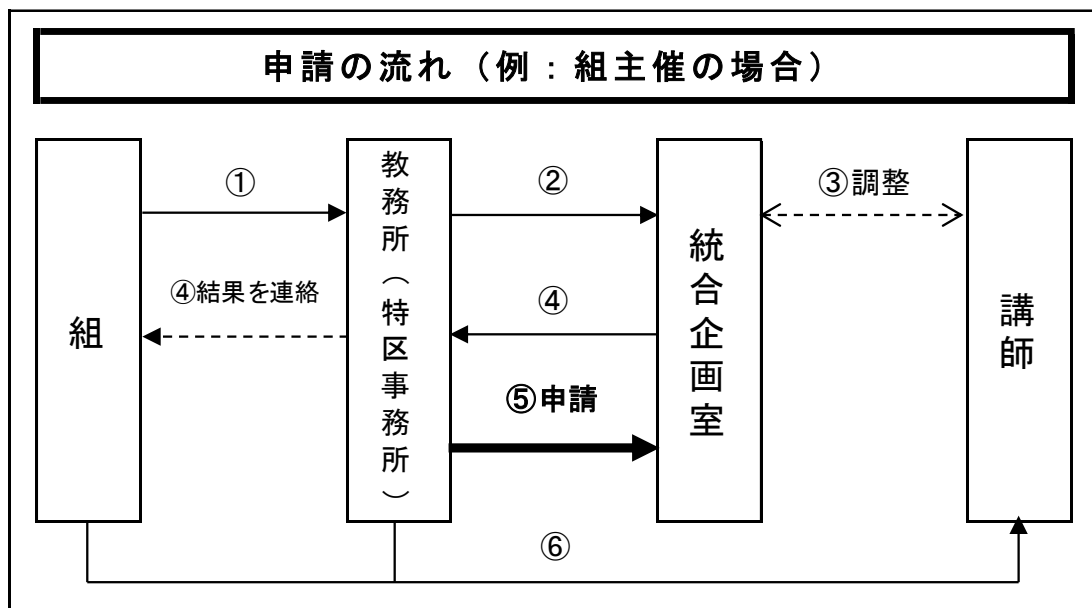 申請の流れ（例：組主催の場合）
組
①
④結果を連絡
教務所（特区事務所）
②
④
⑤申請
統合企画室
③調整
講師
⑥